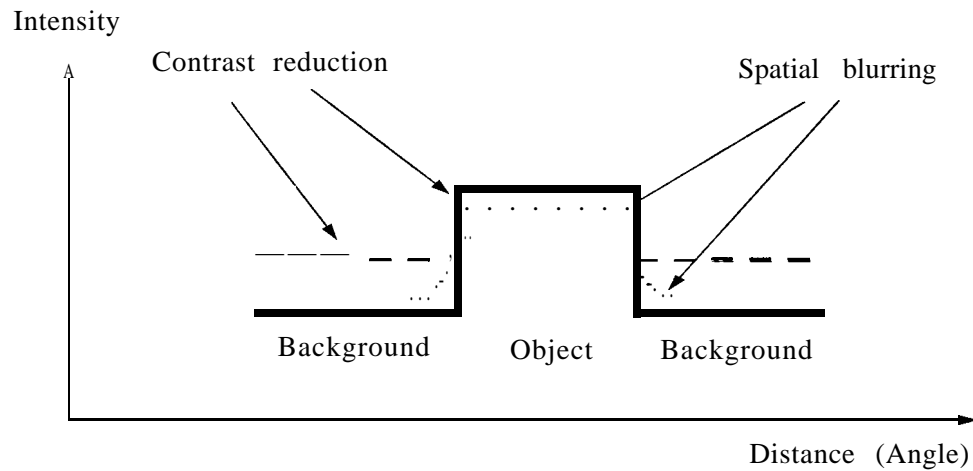 Intensity
A
Contrast reduction
Spatial blurring
Background
Object
Background
Distance (Angle)